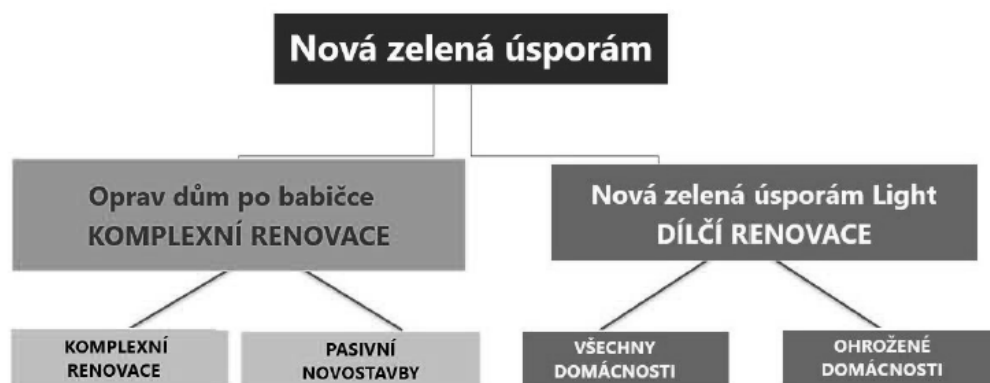 Nová zelená úsporám
Oprav dům po babičce
KOMPLEXNÍ RENOVACE
Nová zelená úsporám Light
DÍLČÍ RENOVACE
KOMPLEXNÍ
RENOVACE
PASIVNÍ
NOVOSTAVBY
VŠECHNY
DOMÁCNOSTI
OHROŽENÉ
DOMÁCNOSTI